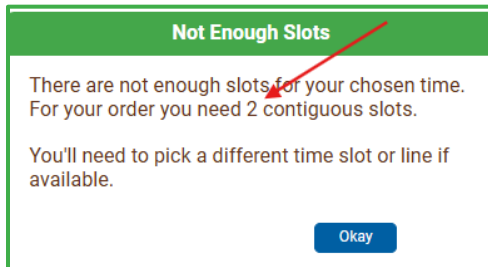 Not Enough Slots
There are not enough slots for your chosen time.
For your order you need 2 contiguous slots.
You'll need to pick a different time slot or line if
available.
Okay